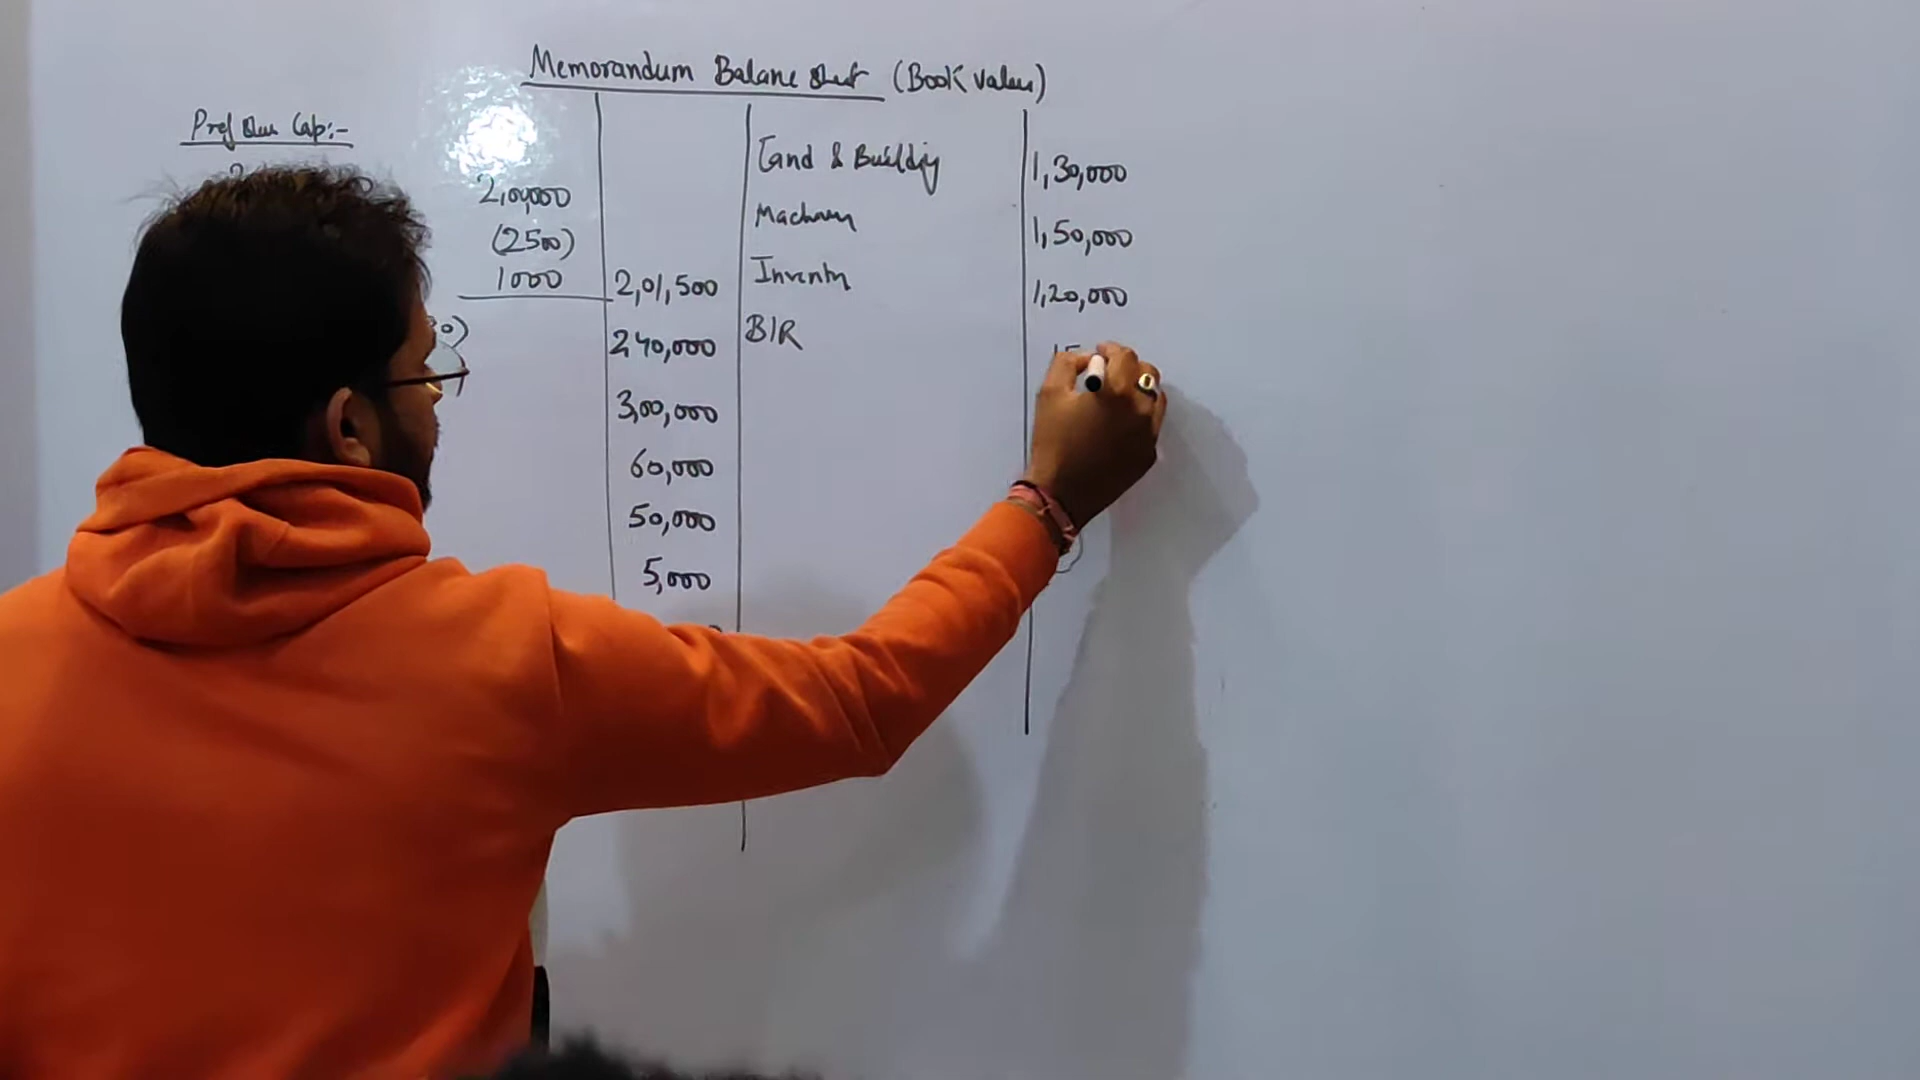 Memorandum Balance Sheet (Book value)
Pref Share Cap:-
2,00,000
(2500)
1000
2,01,500
2,40,000
3,00,000
60,000
50,000
5,000
Land & Building 1,30,000
Machinery 1,50,000
Inventory 1,20,000
B/R 15